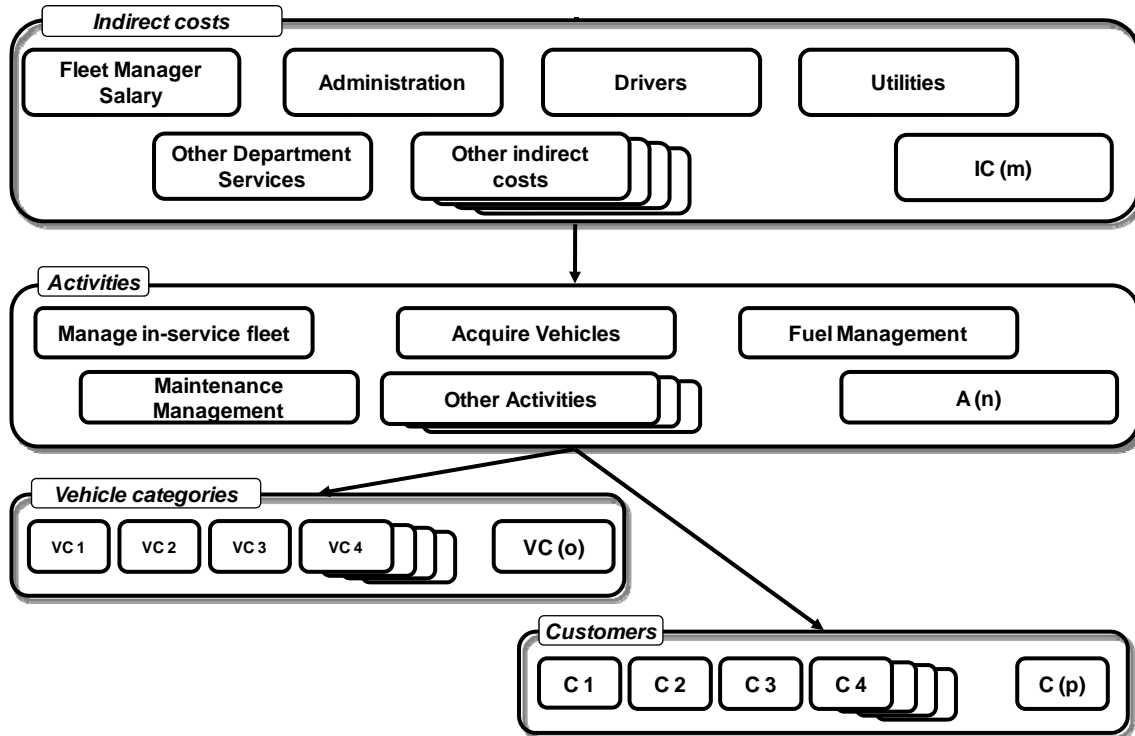 Indirect costs
Fleet Manager
Salary
Administration
Drivers
Utilities
Other Department
Services
Other indirect
costs
IC (m)
Activities
Manage in-service fleet
Acquire Vehicles
Fuel Management
Maintenance
Management
Other Activities
A (n)
Vehicle categories
VC 1
VC 2
VC 3
VC 4
VC (o)
Customers
C 1
C 2
C 3
C 4
C (p)